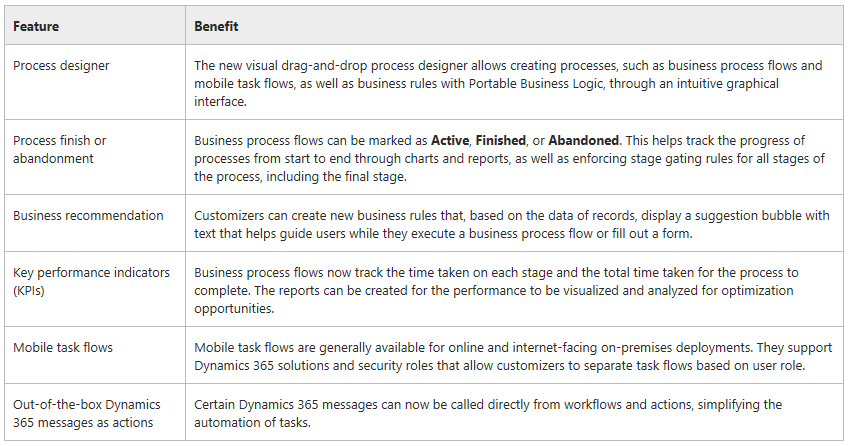 Feature Benefit
Process designer The new visual drag-and-drop process designer allows creating processes, such as business process flows and
mobile task flows, as well as business rules with Portable Business Logic, through an intuitive graphical
interface.
Process finish or Business process flows can be marked as Active, Finished, or Abandoned. This helps track the progress of
abandonment processes from start to end through charts and reports, as well as enforcing stage gating rules for all stages of
the process, including the final stage.
Business recommendation Customizers can create new business rules that, based on the data of records, display a suggestion bubble with
text that helps guide users while they execute a business process flow or fill out a form.
Key performance indicators Business process flows now track the time taken on each stage and the total time taken for the process to
(KPIs) complete. The reports can be created for the performance to be visualized and analyzed for optimization
opportunities.
Mobile task flows Mobile task flows are generally available for online and internet-facing on-premises deployments. They support
Dynamics 365 solutions and security roles that allow customizers to separate task flows based on user role.
Out-of-the-box Dynamics Certain Dynamics 365 messages can now be called directly from workflows and actions, simplifying the
365 messages as actions automation of tasks.